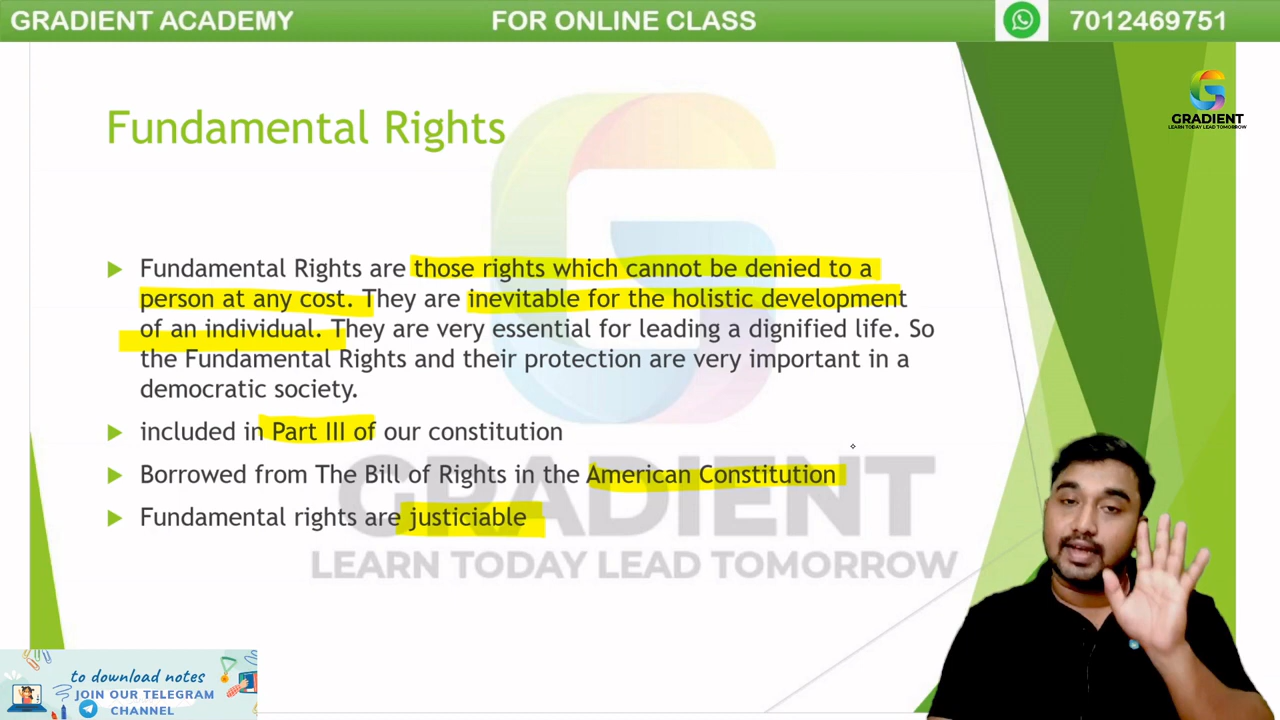 GRADIENT ACADEMY FOR ONLINE CLASS 7012469751
GRADIENT
LEARN TODAY LEAD TOMORROW
Fundamental Rights
Fundamental Rights are those rights which cannot be denied to a
person at any cost. They are inevitable for the holistic development
of an individual. They are very essential for leading a dignified life. So
the Fundamental Rights and their protection are very important in a
democratic society.
included in Part III of our constitution
Borrowed from The Bill of Rights in the American Constitution
Fundamental rights are justiciable
GRADIENT
LEARN TODAY LEAD TOMORROW
to download notes
JOIN OUR TELEGRAM
CHANNEL